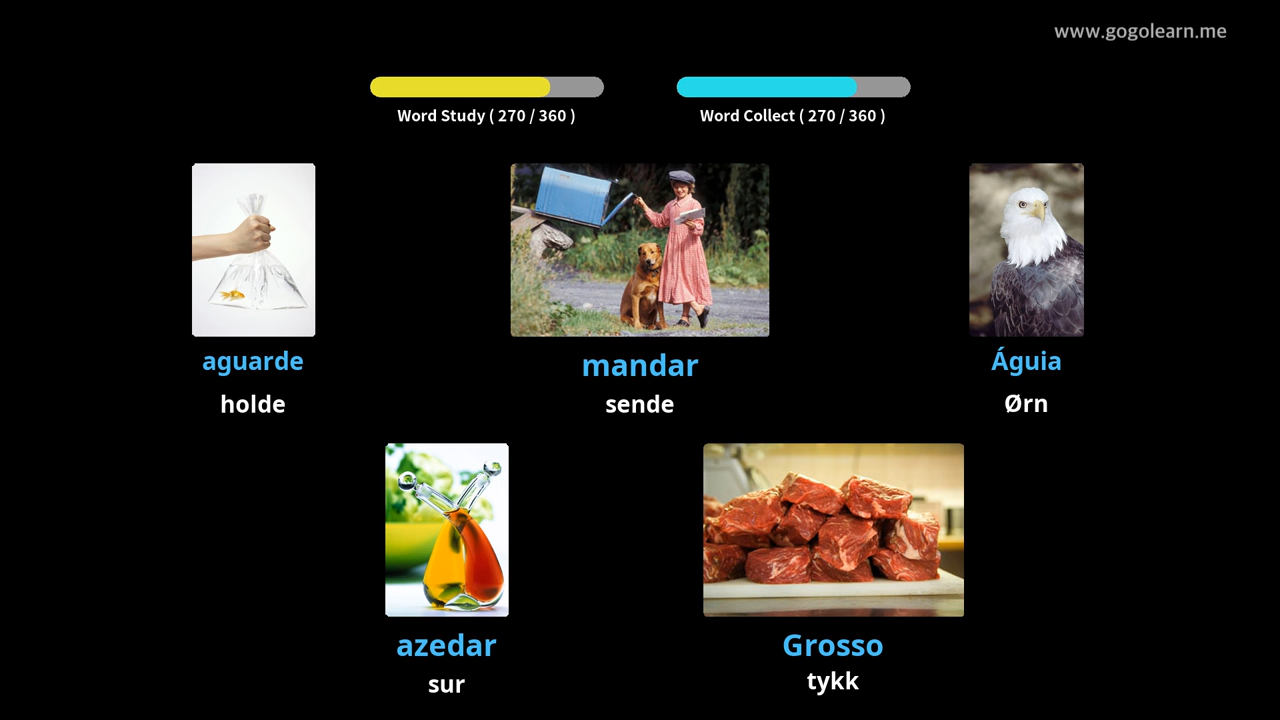 www.gogolearn.me
Word Study ( 270 / 360 )
Word Collect ( 270 / 360 )
aguarde
holde
mandar
sende
Águia
Ørn
azedar
sur
Grosso
tykk